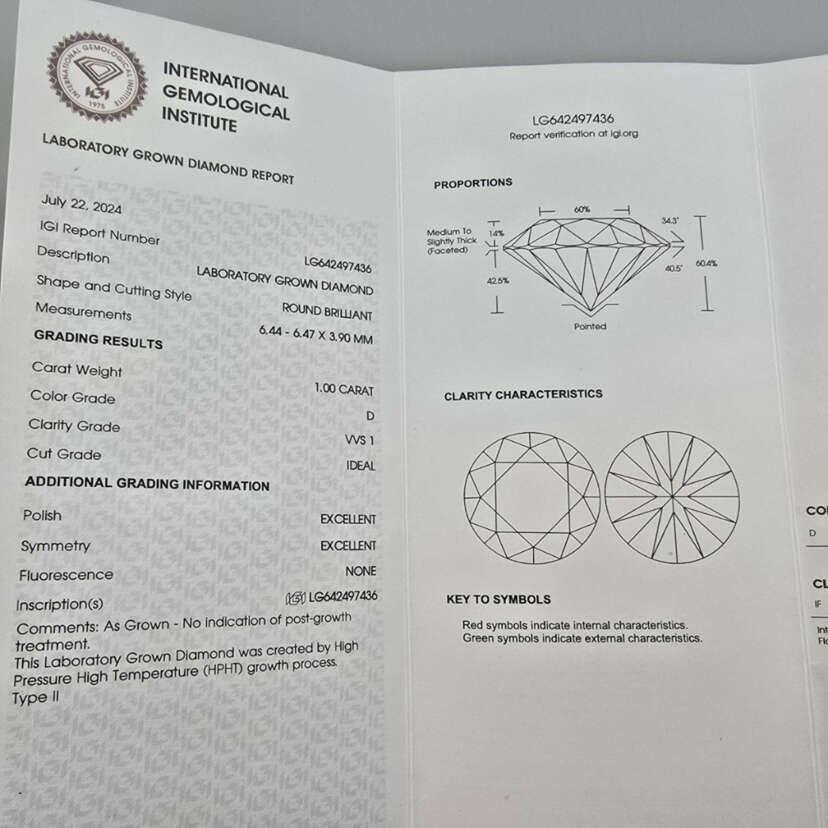 INTERNATIONAL GEMOLOGICAL INSTITUTE
1975
INTERNATIONAL
GEMOLOGICAL
INSTITUTE
LABORATORY GROWN DIAMOND REPORT
July 22, 2024
IGI Report Number LG642497436
Description LABORATORY GROWN DIAMOND
Shape and Cutting Style ROUND BRILLIANT
Measurements 6.44 - 6.47 X 3.90 MM
GRADING RESULTS
Carat Weight 1.00 CARAT
Color Grade D
Clarity Grade VVS 1
Cut Grade IDEAL
ADDITIONAL GRADING INFORMATION
Polish EXCELLENT
Symmetry EXCELLENT
Fluorescence NONE
Inscription(s) IGI LG642497436
Comments: As Grown - No indication of post-growth
treatment.
This Laboratory Grown Diamond was created by High
Pressure High Temperature (HPHT) growth process.
Type II
LG642497436
Report verification at igi.org
PROPORTIONS
60%
34.3°
Medium To
Slightly Thick
(Faceted)
14%
42.5%
40.5°
60.4%
Pointed
CLARITY CHARACTERISTICS
KEY TO SYMBOLS
Red symbols indicate internal characteristics.
Green symbols indicate external characteristics.
D
IF